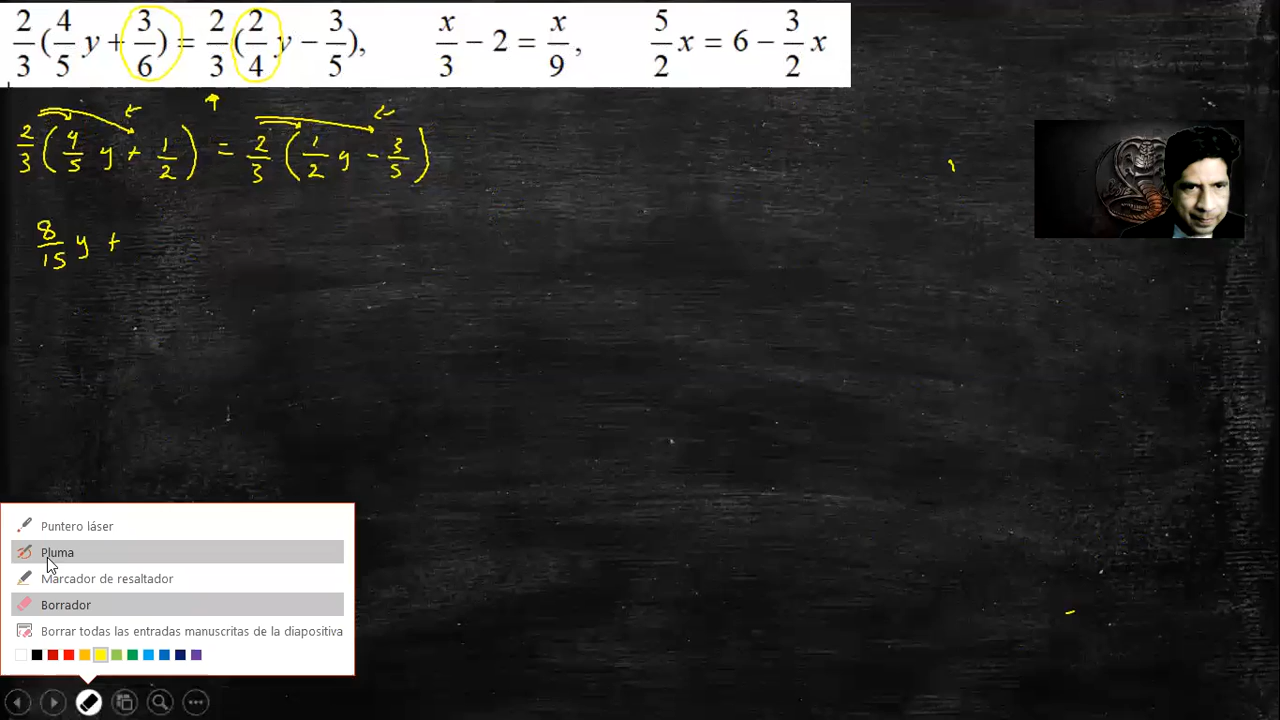 2/3(4/5 y + 3/6) = 2/3(2/4 y − 3/5), x/3 − 2 = x/9, 5/2 x = 6 − 3/2 x
2/3(4/5 y + 1/2) = 2/3(1/2 y − 3/5)
8/15 y +
Puntero láser
Pluma
Marcador de resaltador
Borrador
Borrar todas las entradas manuscritas de la diapositiva